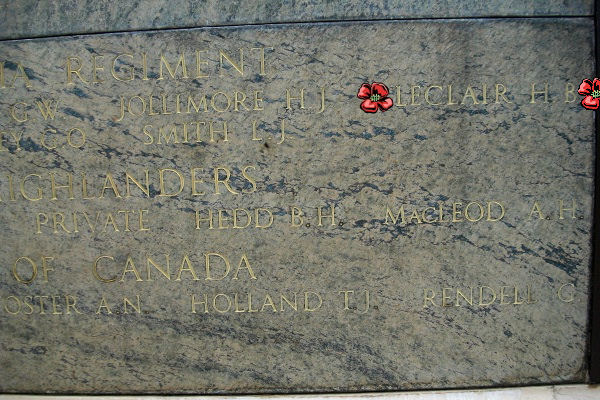 REGIMENT
G.W. JOLLIMORE H.J. LECLAIR H.B.
C.O. SMITH L.J.
HIGHLANDERS
PRIVATE HEDD B.H. MACLEOD A.H.
OF CANADA
OSTER A.N. HOLLAND T.J. RENDELL G.